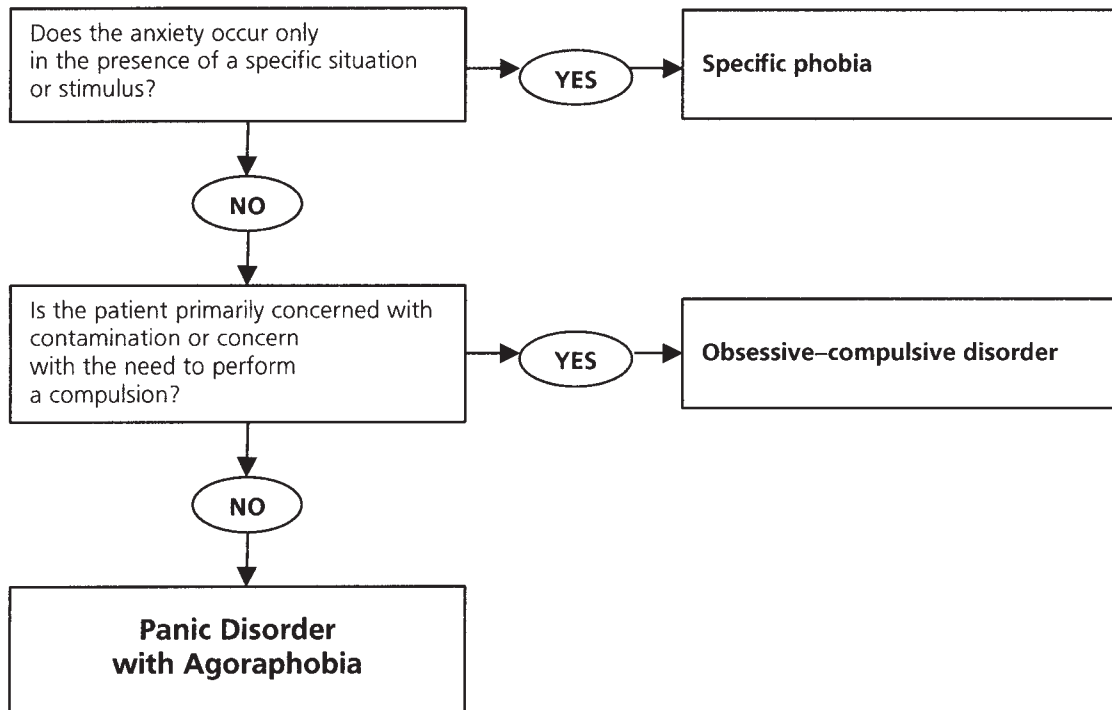 Does the anxiety occur only
in the presence of a specific situation
or stimulus?
YES
Specific phobia
NO
Is the patient primarily concerned with
contamination or concern
with the need to perform
a compulsion?
YES
Obsessive–compulsive disorder
NO
Panic Disorder
with Agoraphobia